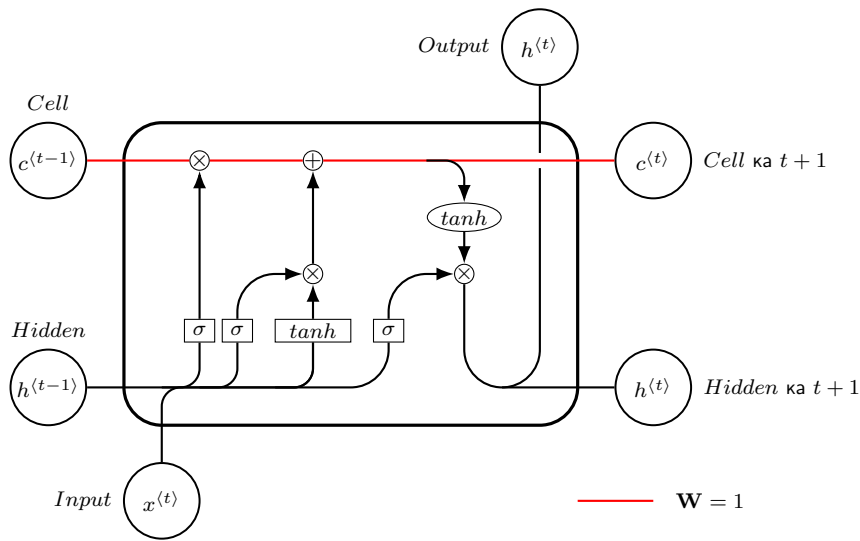 Output h⟨t⟩
Cell
c⟨t−1⟩ × + c⟨t⟩ Cell ка t + 1
tanh
× ×
σ σ tanh σ
Hidden
h⟨t−1⟩ h⟨t⟩ Hidden ка t + 1
Input x⟨t⟩ W = 1